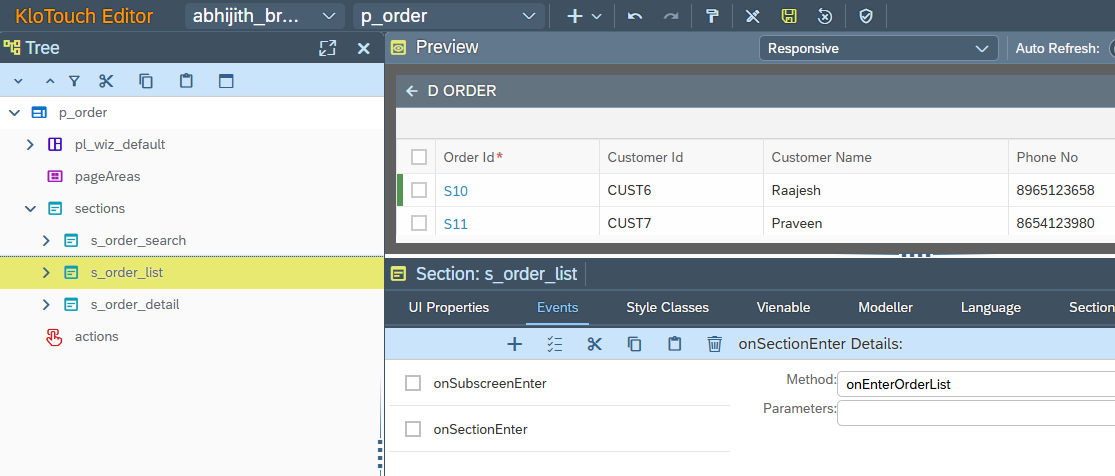 KloTouch Editor abhijith_br... p_order
Tree
Preview Responsive Auto Refresh:
p_order
pl_wiz_default
pageAreas
sections
s_order_search
s_order_list
s_order_detail
actions
D ORDER
Order Id* Customer Id Customer Name Phone No
S10 CUST6 Raajesh 8965123658
S11 CUST7 Praveen 8654123980
Section: s_order_list
UI Properties Events Style Classes Vienable Modeller Language Section
onSectionEnter Details:
onSubscreenEnter
onSectionEnter
Method: onEnterOrderList
Parameters: